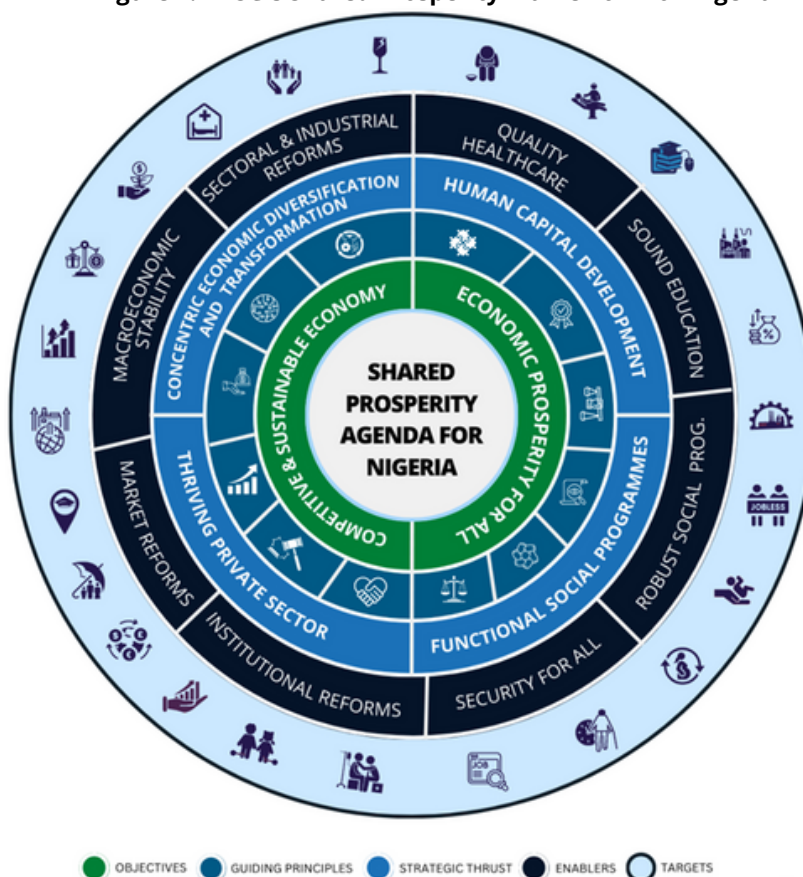 SHARED
PROSPERITY
AGENDA FOR
NIGERIA
COMPETITIVE & SUSTAINABLE ECONOMY
ECONOMIC PROSPERITY FOR ALL
CONCENTRIC ECONOMIC DIVERSIFICATION
AND TRANSFORMATION
HUMAN CAPITAL DEVELOPMENT
FUNCTIONAL SOCIAL PROGRAMMES
THRIVING PRIVATE SECTOR
SECTORAL & INDUSTRIAL
REFORMS
QUALITY
HEALTHCARE
SOUND EDUCATION
ROBUST SOCIAL PROG.
SECURITY FOR ALL
INSTITUTIONAL REFORMS
MARKET REFORMS
MACROECONOMIC
STABILITY
JOBLESS
JOB
OBJECTIVES
GUIDING PRINCIPLES
STRATEGIC THRUST
ENABLERS
TARGETS